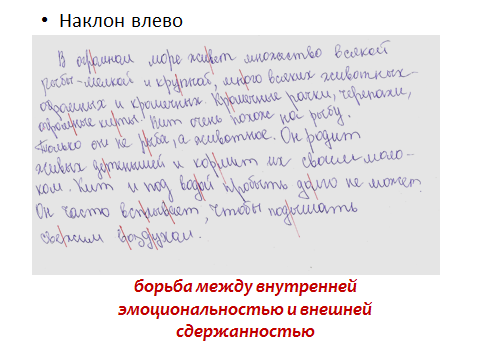 • Наклон влево
В огромном море живет множество всякой
рыбы - мелкой и крупной, много всяких животных -
огромных и крошечных. Крошечные рачки, черепахи,
огромные киты. Кит очень похож на рыбу.
Только он не рыба, а животное. Он родит
живых детенышей и кормит их своим моло-
ком. Кит и под водой пробыть долго не может.
Он часто всплывает, чтобы подышать
свежим воздухом.
борьба между внутренней
эмоциональностью и внешней
сдержанностью